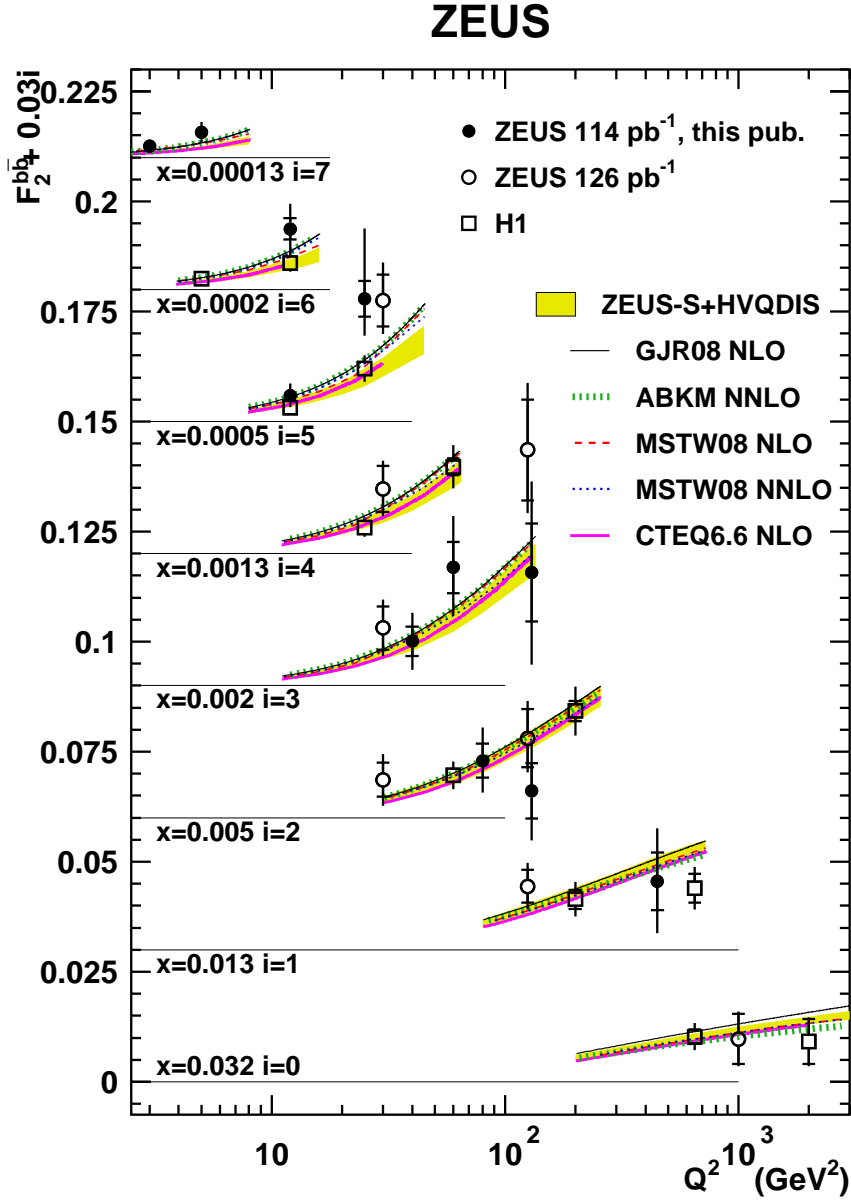 ZEUS
F₂^{bb̄} + 0.03i
0.225
0.2
0.175
0.15
0.125
0.1
0.075
0.05
0.025
0
ZEUS 114 pb⁻¹, this pub.
ZEUS 126 pb⁻¹
H1
ZEUS-S+HVQDIS
GJR08 NLO
ABKM NNLO
MSTW08 NLO
MSTW08 NNLO
CTEQ6.6 NLO
x=0.00013 i=7
x=0.0002 i=6
x=0.0005 i=5
x=0.0013 i=4
x=0.002 i=3
x=0.005 i=2
x=0.013 i=1
x=0.032 i=0
10 10² 10³
Q² (GeV²)